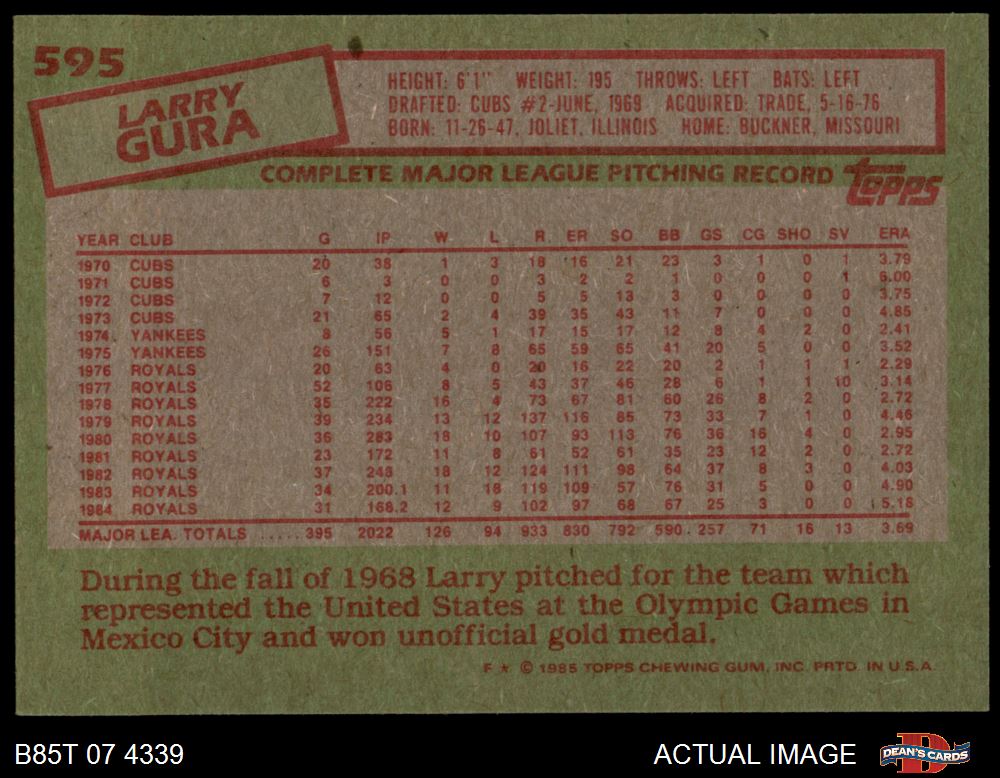 595
LARRY
GURA
HEIGHT: 6'1" WEIGHT: 195 THROWS: LEFT BATS: LEFT
DRAFTED: CUBS #2-JUNE, 1969 ACQUIRED: TRADE, 5-16-76
BORN: 11-26-47, JOLIET, ILLINOIS HOME: BUCKNER, MISSOURI
COMPLETE MAJOR LEAGUE PITCHING RECORD topps
YEAR CLUB G IP W L R ER SO BB GS CG SHO SV ERA
1970 CUBS 20 38 1 3 18 16 21 23 3 1 0 1 3.79
1971 CUBS 6 3 0 0 3 2 2 1 0 0 0 1 6.00
1972 CUBS 7 12 0 0 5 5 13 3 0 0 0 0 3.75
1973 CUBS 21 65 2 4 39 35 43 11 7 0 0 0 4.85
1974 YANKEES 8 56 5 1 17 15 17 12 8 4 2 0 2.41
1975 YANKEES 26 151 7 8 65 59 65 41 20 5 0 0 3.52
1976 ROYALS 20 63 4 0 20 16 22 20 2 1 1 1 2.29
1977 ROYALS 52 106 8 5 43 37 46 28 6 1 1 10 3.14
1978 ROYALS 35 222 16 4 73 67 81 60 26 8 2 0 2.72
1979 ROYALS 39 234 13 12 137 116 85 73 33 7 1 0 4.46
1980 ROYALS 36 283 18 10 107 93 113 76 36 16 4 0 2.95
1981 ROYALS 23 172 11 8 61 52 61 35 23 12 2 0 2.72
1982 ROYALS 37 248 18 12 124 111 98 64 37 8 3 0 4.03
1983 ROYALS 34 200.1 11 18 119 109 57 76 31 5 0 0 4.90
1984 ROYALS 31 168.2 12 9 102 97 68 67 25 3 0 0 5.18
MAJOR LEA. TOTALS ..... 395 2022 126 94 933 830 792 590 257 71 16 13 3.69
During the fall of 1968 Larry pitched for the team which
represented the United States at the Olympic Games in
Mexico City and won unofficial gold medal.
F * © 1985 TOPPS CHEWING GUM, INC. PRTD. IN U.S.A.
B85T 07 4339 ACTUAL IMAGE DEAN'S CARDS